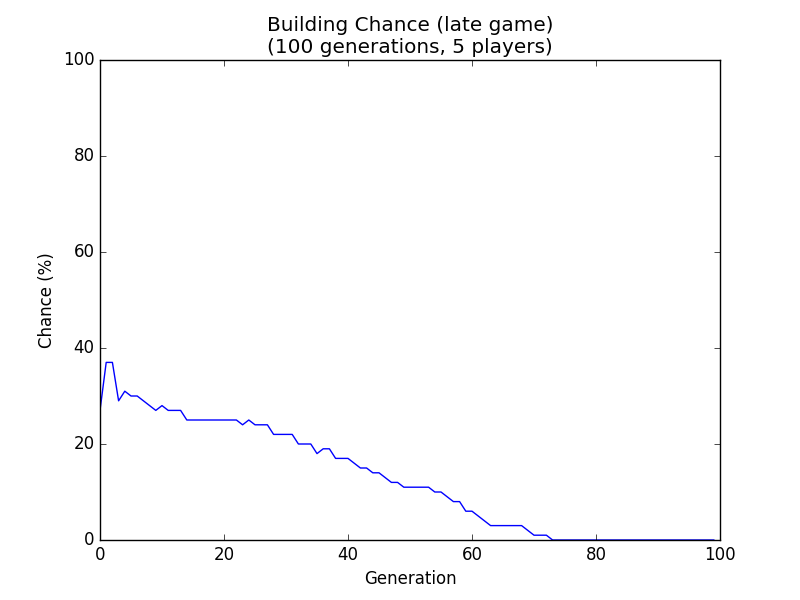 Building Chance (late game)
(100 generations, 5 players)
100
80
60
40
20
0
Chance (%)
0 20 40 60 80 100
Generation